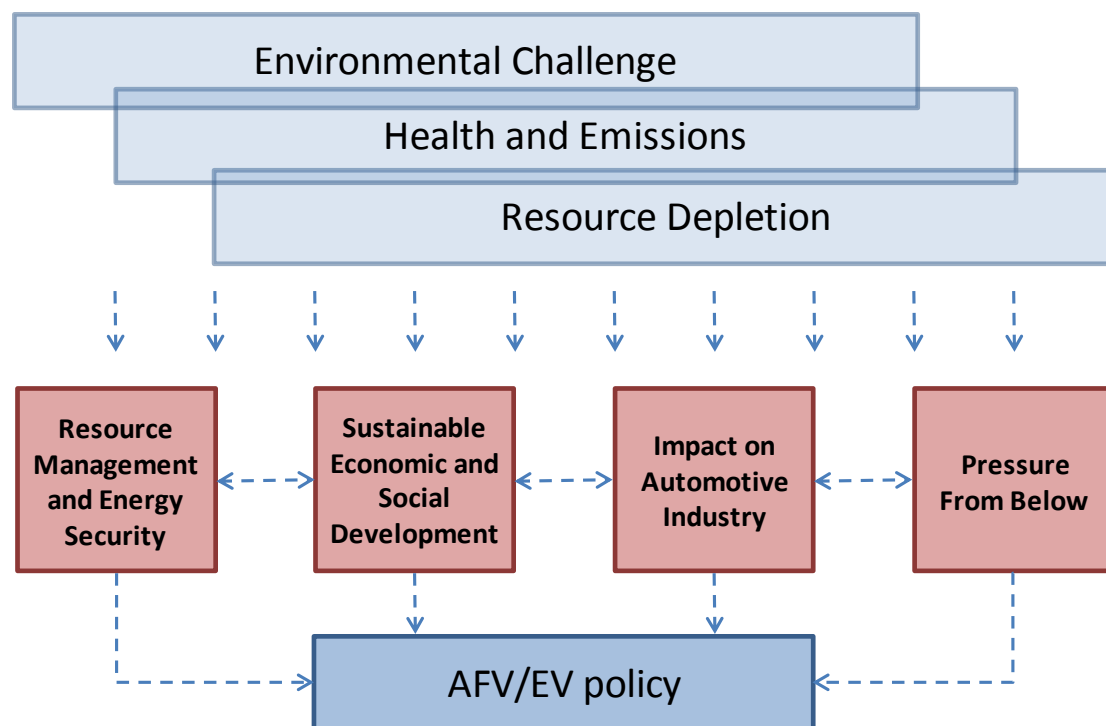 Environmental Challenge
Health and Emissions
Resource Depletion
Resource
Management
and Energy
Security
Sustainable
Economic and
Social
Development
Impact on
Automotive
Industry
Pressure
From Below
AFV/EV policy